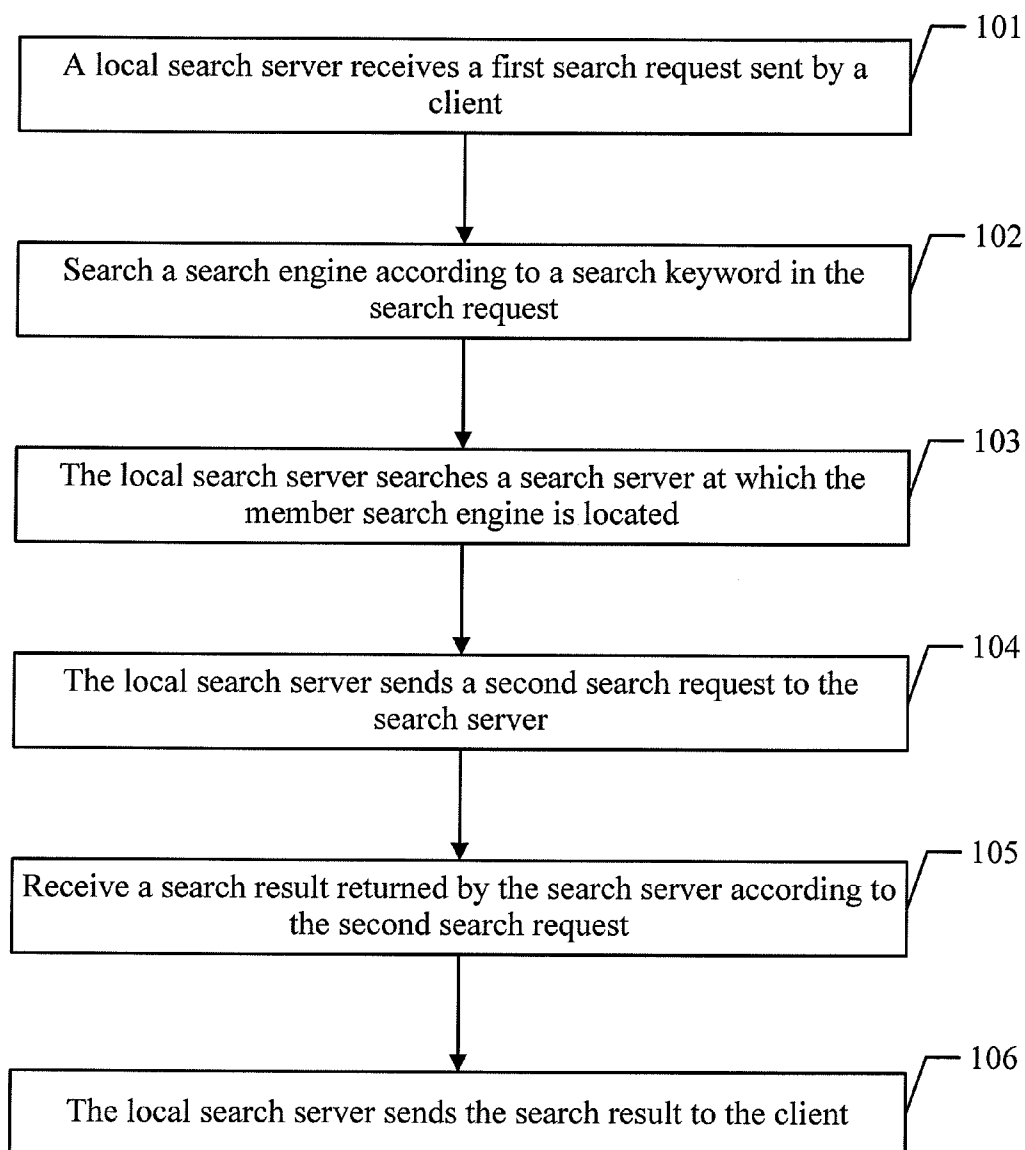 101
A local search server receives a first search request sent by a
client
102
Search a search engine according to a search keyword in the
search request
103
The local search server searches a search server at which the
member search engine is located
104
The local search server sends a second search request to the
search server
105
Receive a search result returned by the search server according to
the second search request
106
The local search server sends the search result to the client